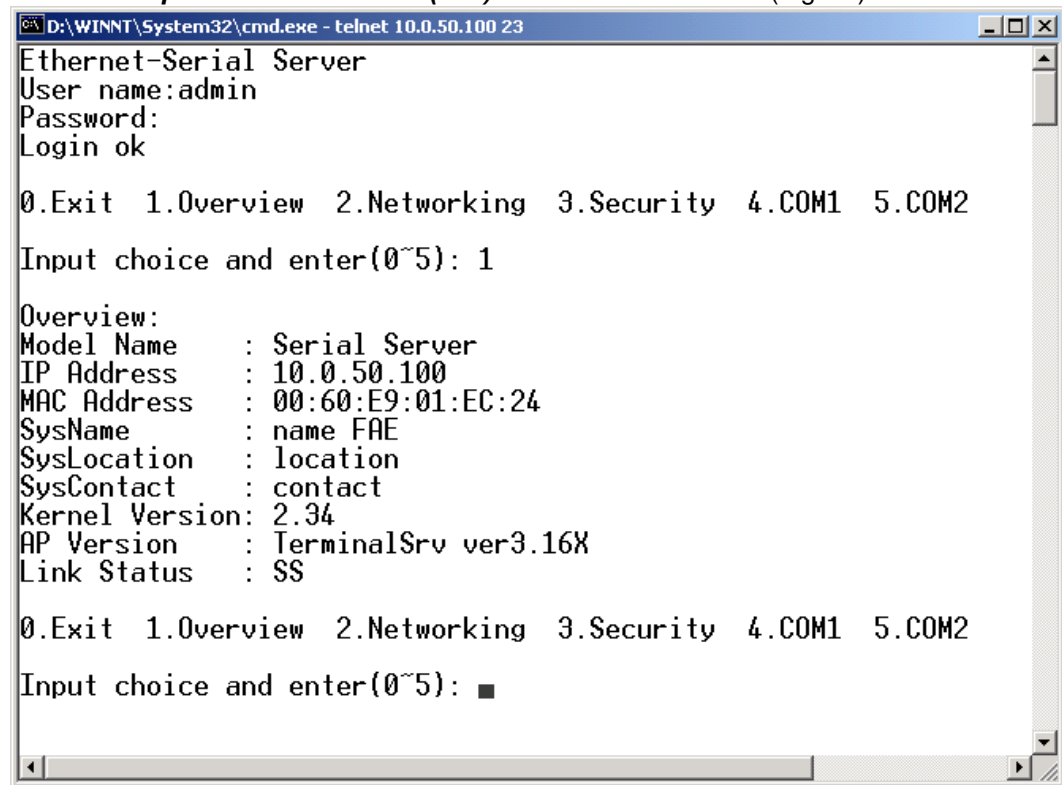 D:\WINNT\System32\cmd.exe - telnet 10.0.50.100 23
Ethernet-Serial Server
User name:admin
Password:
Login ok
0.Exit  1.Overview  2.Networking  3.Security  4.COM1  5.COM2
Input choice and enter(0~5): 1
Overview:
Model Name    : Serial Server
IP Address    : 10.0.50.100
MAC Address   : 00:60:E9:01:EC:24
SysName       : name FAE
SysLocation   : location
SysContact    : contact
Kernel Version: 2.34
AP Version    : TerminalSrv ver3.16X
Link Status   : SS
0.Exit  1.Overview  2.Networking  3.Security  4.COM1  5.COM2
Input choice and enter(0~5):